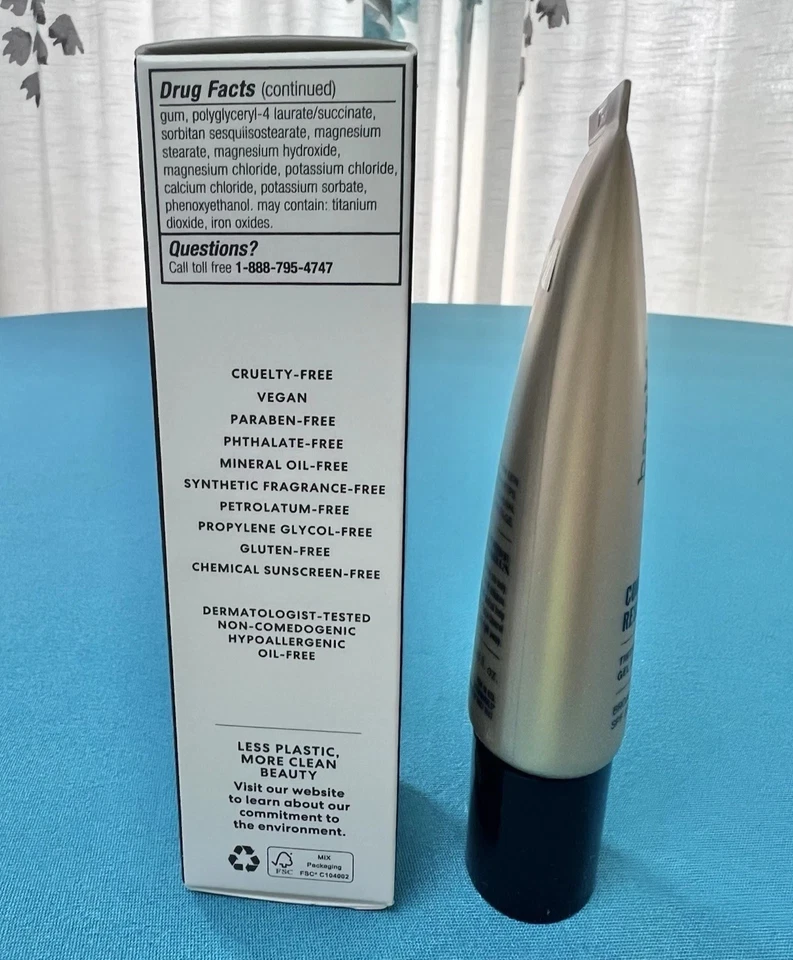 Drug Facts (continued)
gum, polyglyceryl-4 laurate/succinate,
sorbitan sesquiisostearate, magnesium
stearate, magnesium hydroxide,
magnesium chloride, potassium chloride,
calcium chloride, potassium sorbate,
phenoxyethanol. may contain: titanium
dioxide, iron oxides.
Questions?
Call toll free 1-888-795-4747
CRUELTY-FREE
VEGAN
PARABEN-FREE
PHTHALATE-FREE
MINERAL OIL-FREE
SYNTHETIC FRAGRANCE-FREE
PETROLATUM-FREE
PROPYLENE GLYCOL-FREE
GLUTEN-FREE
CHEMICAL SUNSCREEN-FREE
DERMATOLOGIST-TESTED
NON-COMEDOGENIC
HYPOALLERGENIC
OIL-FREE
LESS PLASTIC,
MORE CLEAN
BEAUTY
Visit our website
to learn about our
commitment to
the environment.
FSC
MIX
Packaging
FSC® C104002